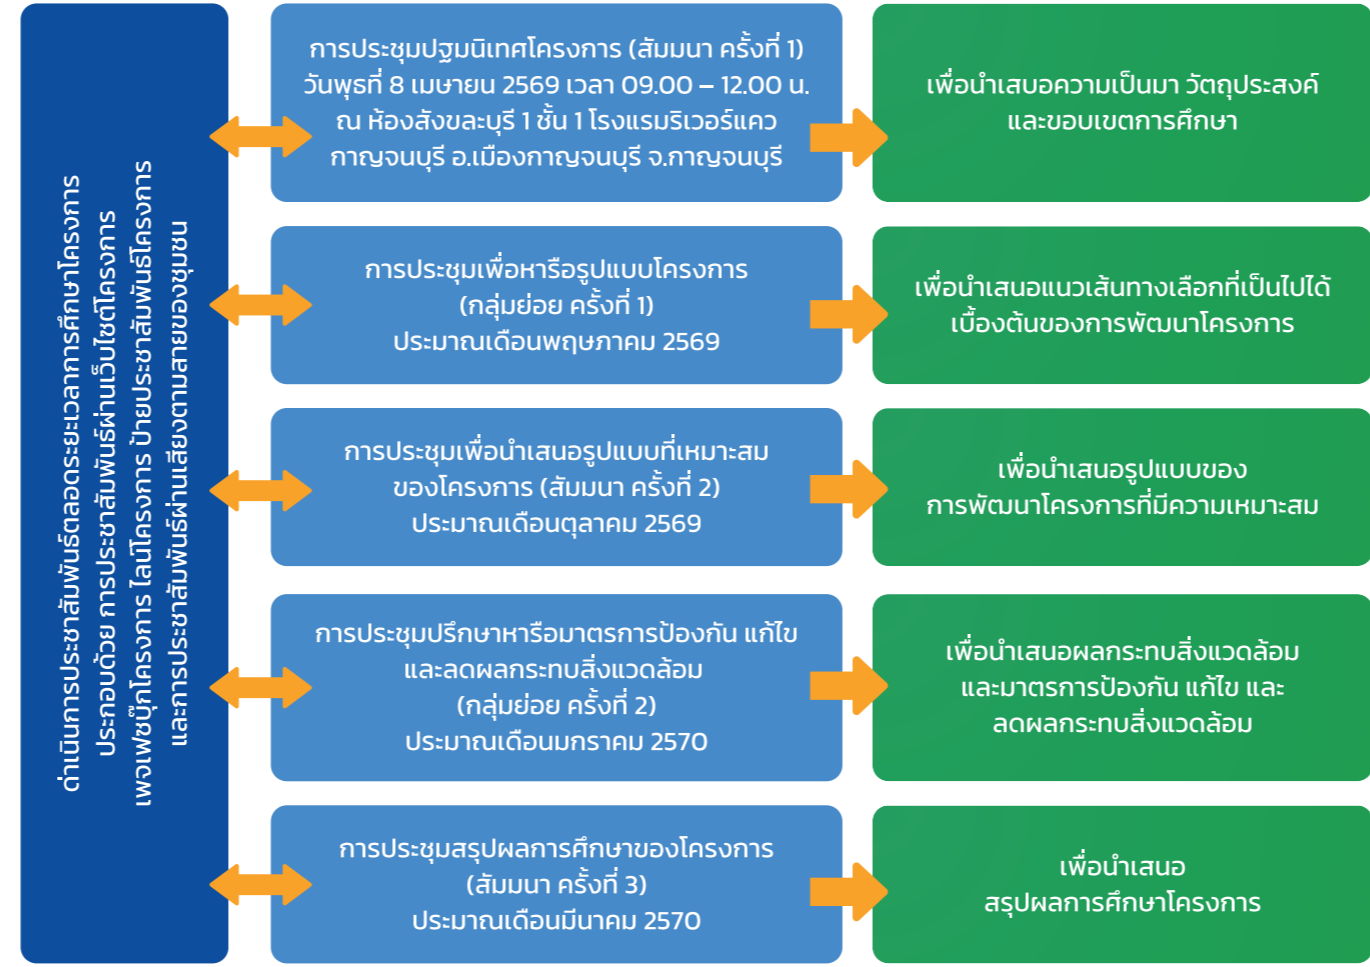 ดำเนินการประชาสัมพันธ์ตลอดระยะเวลาการศึกษาโครงการ
ประกอบด้วย การประชาสัมพันธ์ผ่านเว็บไซต์โครงการ
เพจเฟซบุ๊กโครงการ ไลน์โครงการ ป้ายประชาสัมพันธ์โครงการ
และการประชาสัมพันธ์ผ่านเสียงตามสายของชุมชน
การประชุมปฐมนิเทศโครงการ (สัมมนา ครั้งที่ 1)
วันพุธที่ 8 เมษายน 2569 เวลา 09.00 – 12.00 น.
ณ ห้องสังขละบุรี 1 ชั้น 1 โรงแรมริเวอร์แคว
กาญจนบุรี อ.เมืองกาญจนบุรี จ.กาญจนบุรี
เพื่อนำเสนอความเป็นมา วัตถุประสงค์
และขอบเขตการศึกษา
การประชุมเพื่อหารือรูปแบบโครงการ
(กลุ่มย่อย ครั้งที่ 1)
ประมาณเดือนพฤษภาคม 2569
เพื่อนำเสนอแนวเส้นทางเลือกที่เป็นไปได้
เบื้องต้นของการพัฒนาโครงการ
การประชุมเพื่อนำเสนอรูปแบบที่เหมาะสม
ของโครงการ (สัมมนา ครั้งที่ 2)
ประมาณเดือนตุลาคม 2569
เพื่อนำเสนอรูปแบบของ
การพัฒนาโครงการที่มีความเหมาะสม
การประชุมปรึกษาหารือมาตรการป้องกัน แก้ไข
และลดผลกระทบสิ่งแวดล้อม
(กลุ่มย่อย ครั้งที่ 2)
ประมาณเดือนมกราคม 2570
เพื่อนำเสนอผลกระทบสิ่งแวดล้อม
และมาตรการป้องกัน แก้ไข และ
ลดผลกระทบสิ่งแวดล้อม
การประชุมสรุปผลการศึกษาของโครงการ
(สัมมนา ครั้งที่ 3)
ประมาณเดือนมีนาคม 2570
เพื่อนำเสนอ
สรุปผลการศึกษาโครงการ